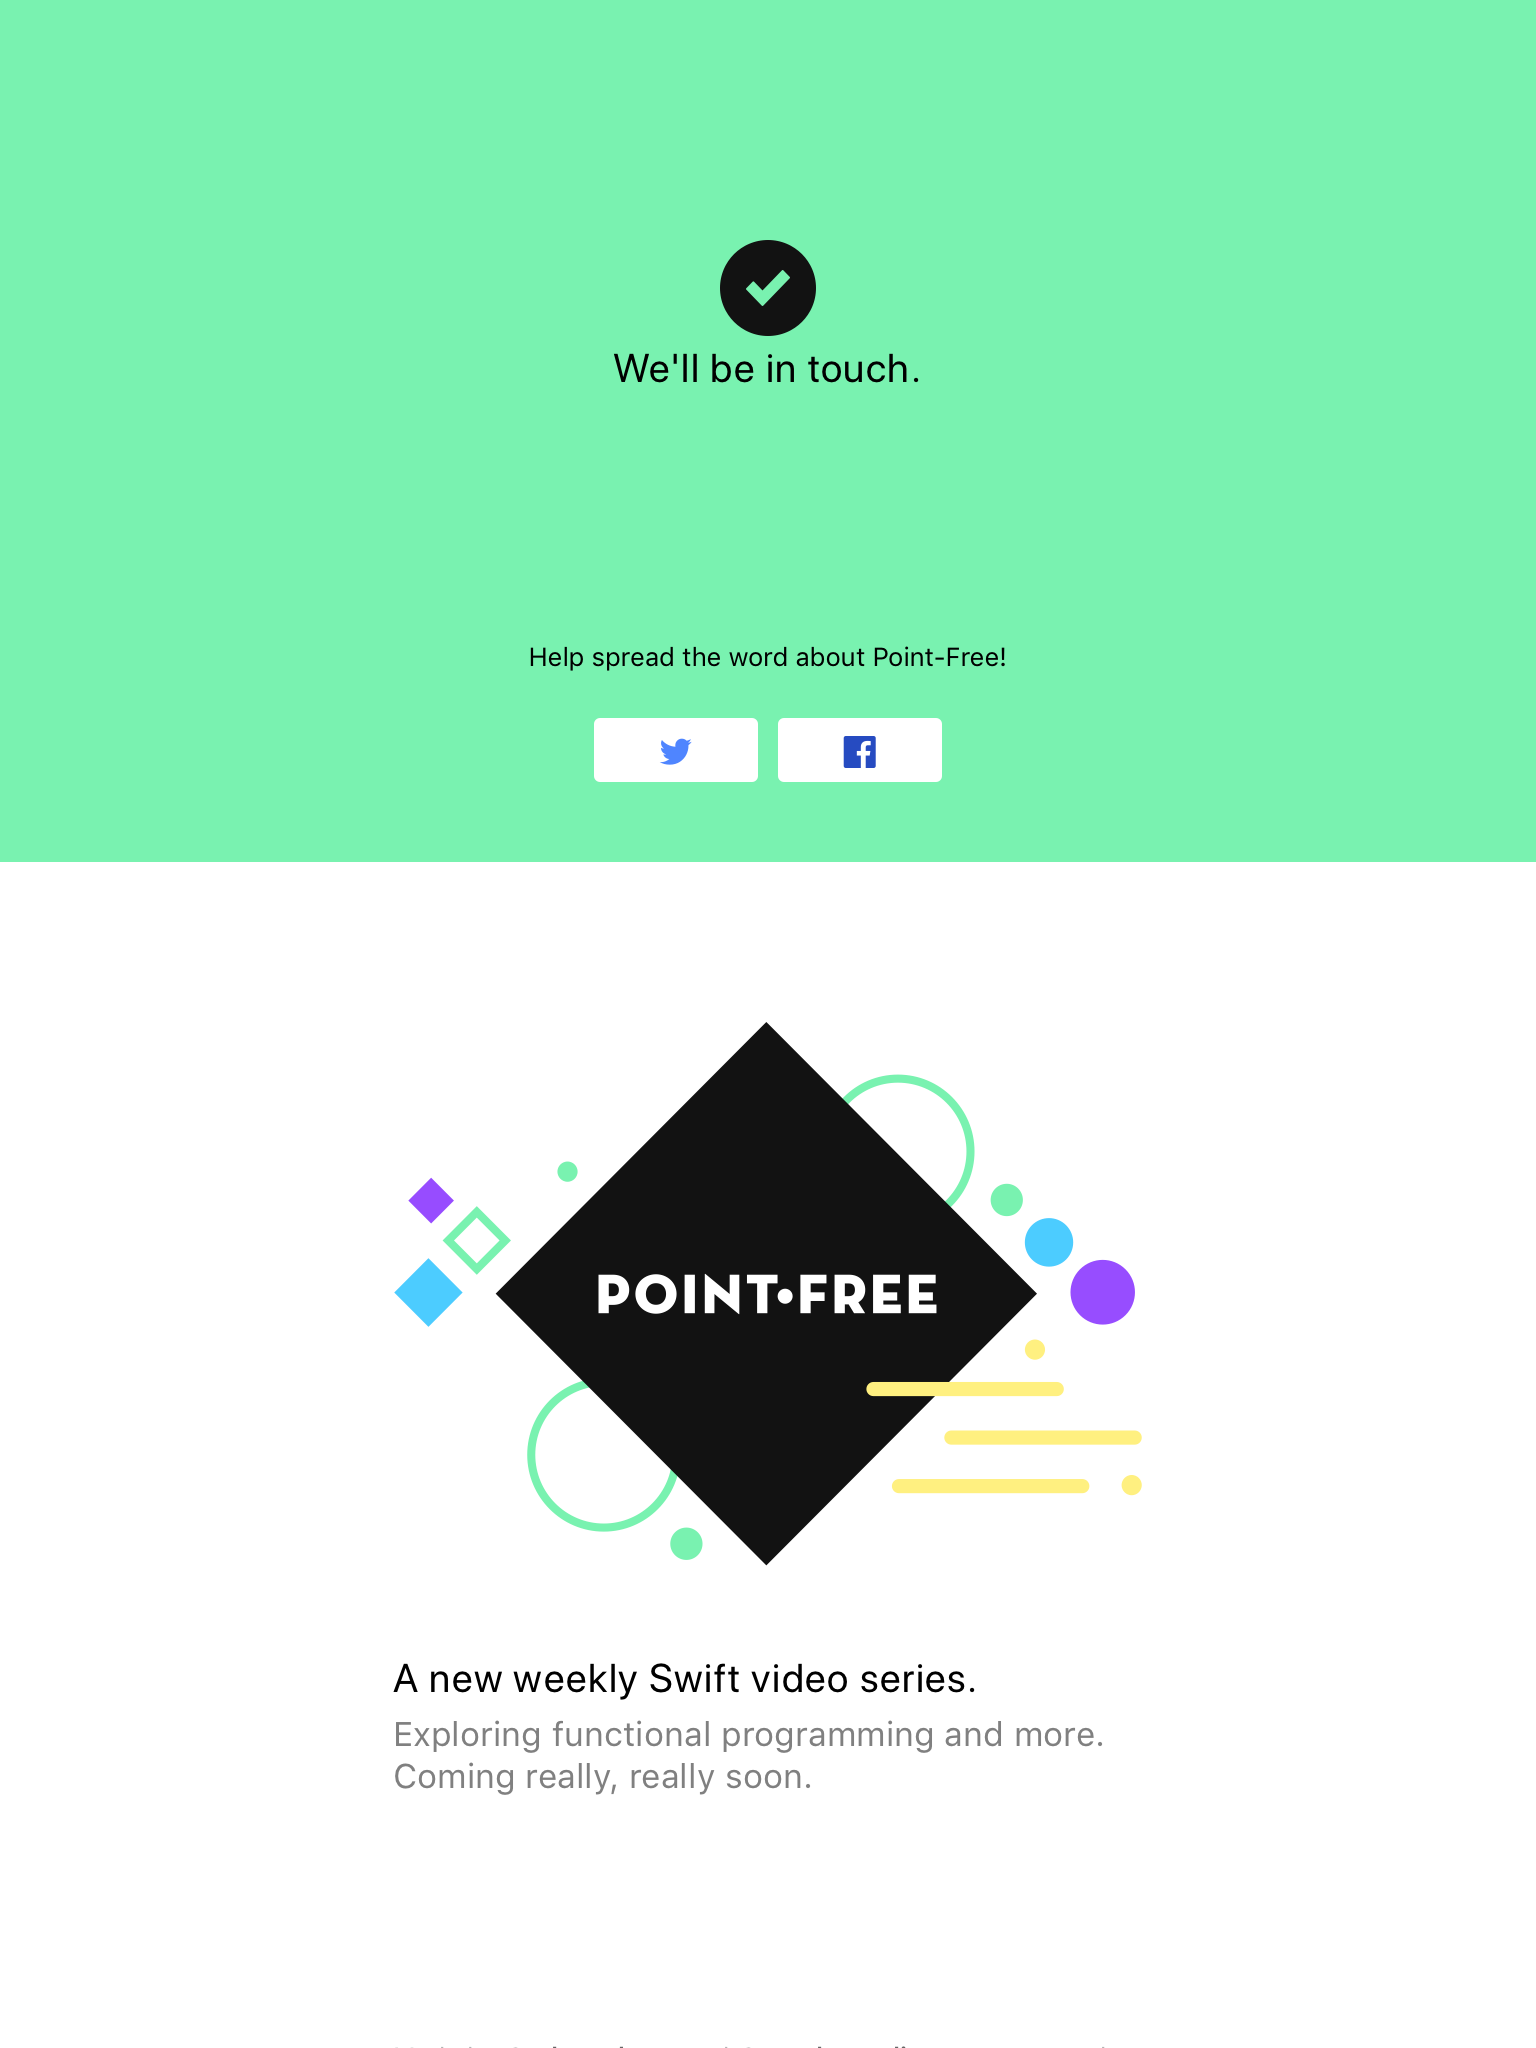 We'll be in touch.
Help spread the word about Point-Free!
POINT•FREE
A new weekly Swift video series.
Exploring functional programming and more.
Coming really, really soon.